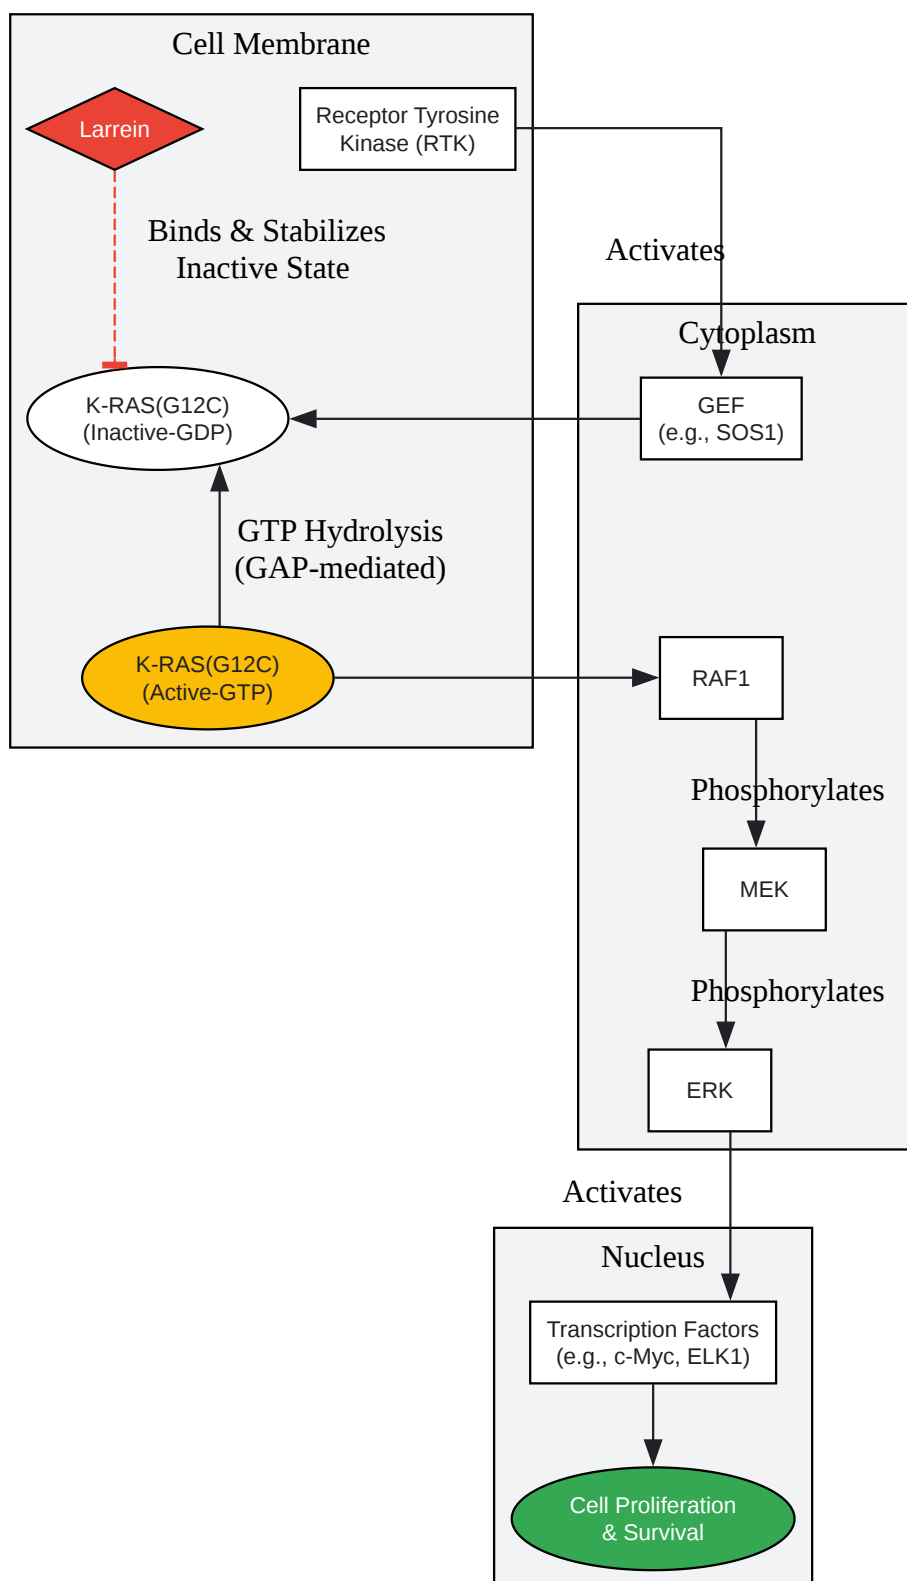 Cell Membrane
Larrein
Receptor Tyrosine
Kinase (RTK)
Binds & Stabilizes
Inactive State
Activates
Cytoplasm
K-RAS(G12C)
(Inactive-GDP)
GEF
(e.g., SOS1)
GTP Hydrolysis
(GAP-mediated)
K-RAS(G12C)
(Active-GTP)
RAF1
Phosphorylates
MEK
Phosphorylates
ERK
Activates
Nucleus
Transcription Factors
(e.g., c-Myc, ELK1)
Cell Proliferation
& Survival